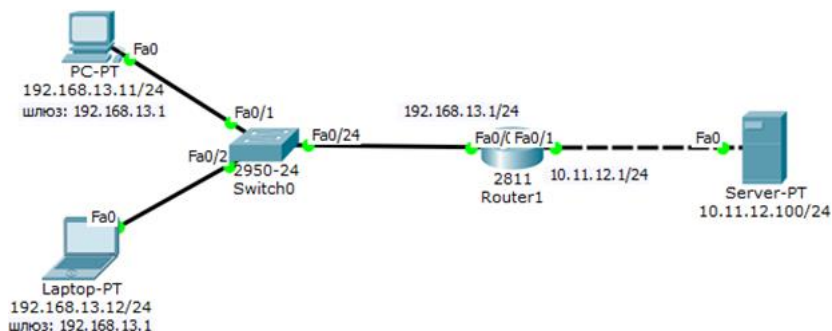 Fa0
PC-PT
192.168.13.11/24
шлюз: 192.168.13.1
Fa0/1
Fa0/2
Fa0/24
2950-24
Switch0
Fa0
Laptop-PT
192.168.13.12/24
шлюз: 192.168.13.1
192.168.13.1/24
Fa0/0
Fa0/1
2811
Router1
10.11.12.1/24
Fa0
Server-PT
10.11.12.100/24